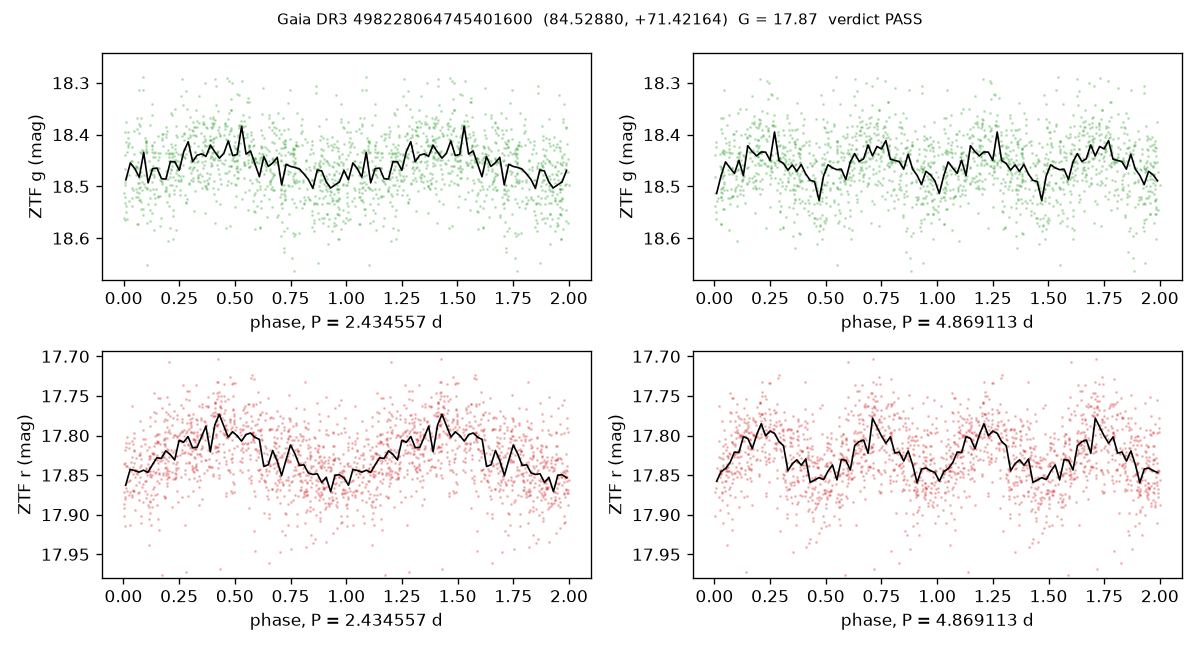 Gaia DR3 498228064745401600  (84.52880, +71.42164)  G = 17.87  verdict PASS
ZTF g (mag)
18.3
18.4
18.5
18.6
0.00 0.25 0.50 0.75 1.00 1.25 1.50 1.75 2.00
phase, P = 2.434557 d
ZTF g (mag)
18.3
18.4
18.5
18.6
0.00 0.25 0.50 0.75 1.00 1.25 1.50 1.75 2.00
phase, P = 4.869113 d
ZTF r (mag)
17.70
17.75
17.80
17.85
17.90
17.95
0.00 0.25 0.50 0.75 1.00 1.25 1.50 1.75 2.00
phase, P = 2.434557 d
ZTF r (mag)
17.70
17.75
17.80
17.85
17.90
17.95
0.00 0.25 0.50 0.75 1.00 1.25 1.50 1.75 2.00
phase, P = 4.869113 d